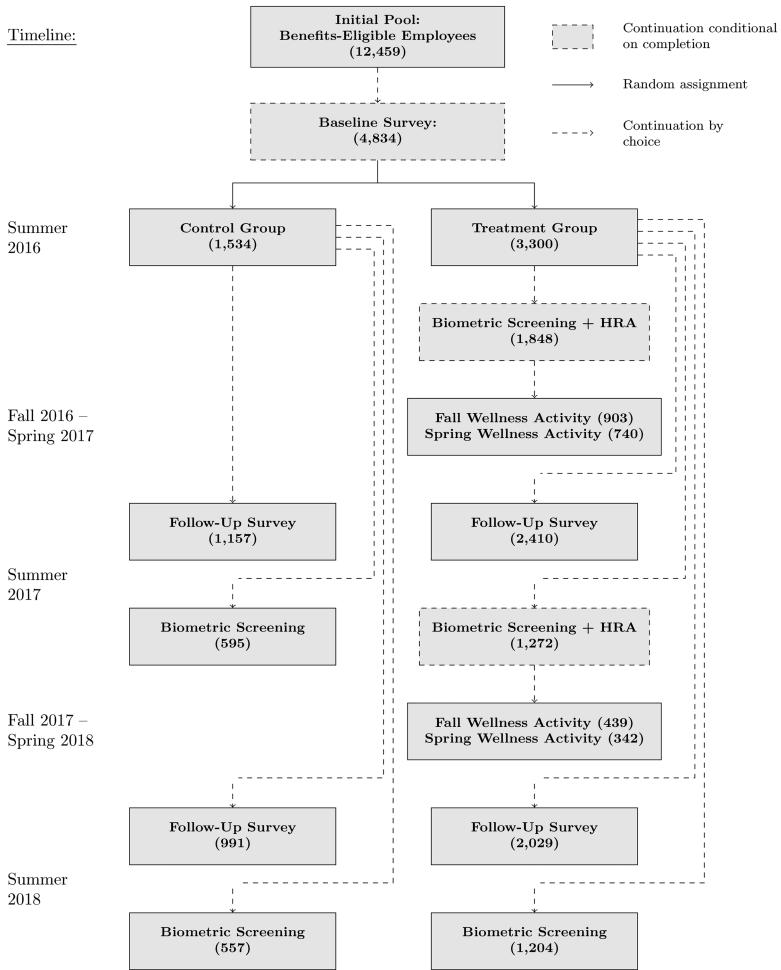 Timeline:
Initial Pool:
Benefits-Eligible Employees
(12,459)
Continuation conditional
on completion
Random assignment
Continuation by
choice
Baseline Survey:
(4,834)
Summer
2016
Control Group
(1,534)
Treatment Group
(3,300)
Biometric Screening + HRA
(1,848)
Fall 2016 –
Spring 2017
Fall Wellness Activity (903)
Spring Wellness Activity (740)
Follow-Up Survey
(1,157)
Follow-Up Survey
(2,410)
Summer
2017
Biometric Screening
(595)
Biometric Screening + HRA
(1,272)
Fall 2017 –
Spring 2018
Fall Wellness Activity (439)
Spring Wellness Activity (342)
Follow-Up Survey
(991)
Follow-Up Survey
(2,029)
Summer
2018
Biometric Screening
(557)
Biometric Screening
(1,204)